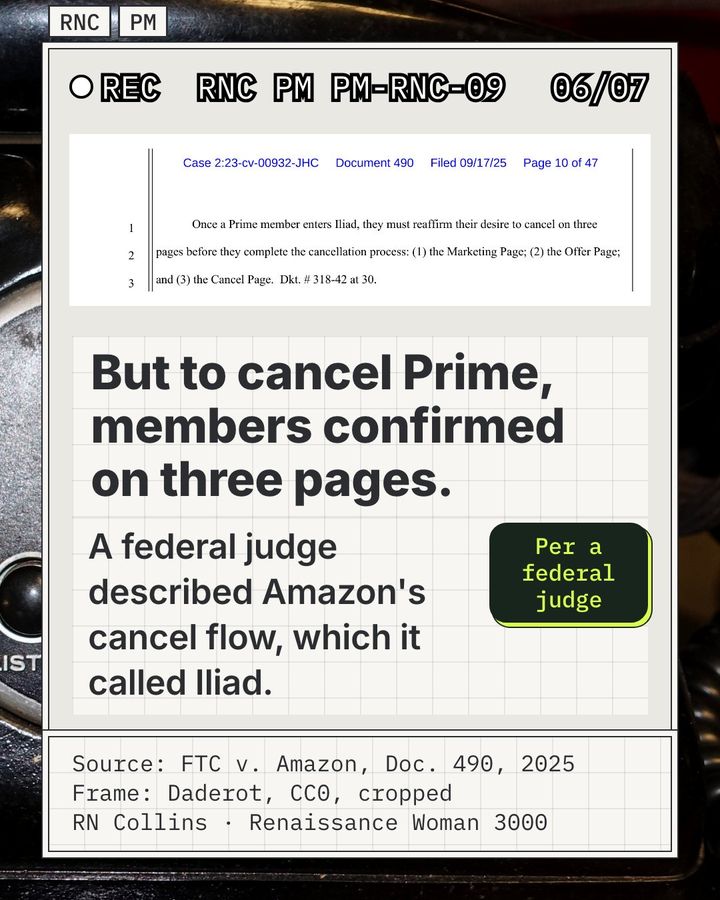 RNC PM
REC RNC PM PM-RNC-09 06/07
Case 2:23-cv-00932-JHC Document 490 Filed 09/17/25 Page 10 of 47
1 Once a Prime member enters Iliad, they must reaffirm their desire to cancel on three
2 pages before they complete the cancellation process: (1) the Marketing Page; (2) the Offer Page;
3 and (3) the Cancel Page. Dkt. # 318-42 at 30.
But to cancel Prime,
members confirmed
on three pages.
A federal judge
described Amazon's
cancel flow, which it
called Iliad.
Per a
federal
judge
LIST
Source: FTC v. Amazon, Doc. 490, 2025
Frame: Daderot, CC0, cropped
RN Collins · Renaissance Woman 3000